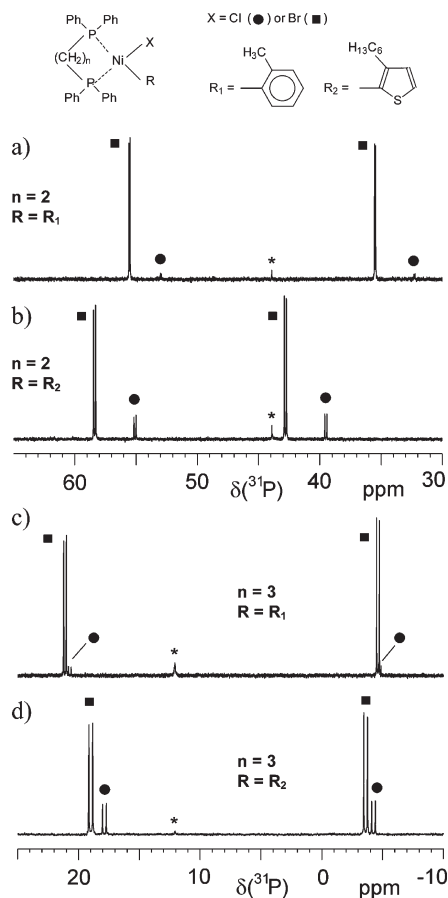 Ph Ph
P X
(CH2)n Ni
P R
Ph Ph
X = Cl (●) or Br (■)
H3C
R1 =
H13C6
R2 =
S
a)
■ ■
n = 2
R = R1
● * ●
b)
■ ■
n = 2
R = R2
● * ●
60 50 40 30
δ(31P) ppm
c)
■ ■
n = 3
R = R1
● * ●
d)
■ ■
n = 3
R = R2
● * ●
20 10 0 -10
δ(31P) ppm